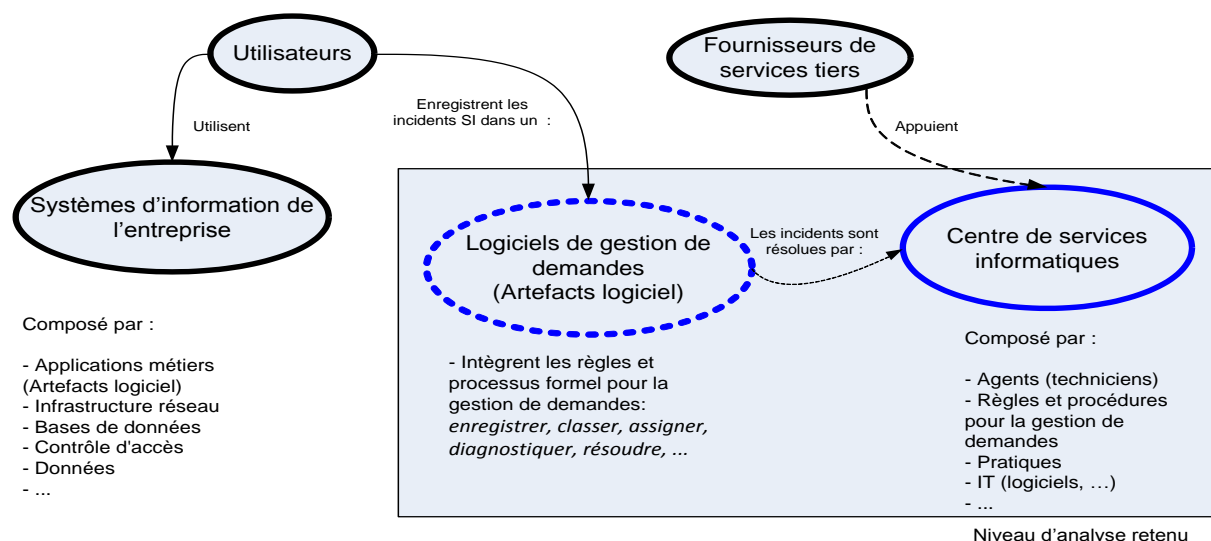 Utilisateurs
Fournisseurs de
services tiers
Enregistrent les
incidents SI dans un :
Utilisent
Appuient
Systèmes d'information de
l'entreprise
Logiciels de gestion de
demandes
(Artefacts logiciel)
Les incidents sont
résolues par :
Centre de services
informatiques
Composé par :
- Applications métiers
(Artefacts logiciel)
- Infrastructure réseau
- Bases de données
- Contrôle d'accès
- Données
- ...
- Intègrent les règles et
processus formel pour la
gestion de demandes:
enregistrer, classer, assigner,
diagnostiquer, résoudre, ...
Composé par :
- Agents (techniciens)
- Règles et procédures
pour la gestion de
demandes
- Pratiques
- IT (logiciels, …)
- ...
Niveau d'analyse retenu